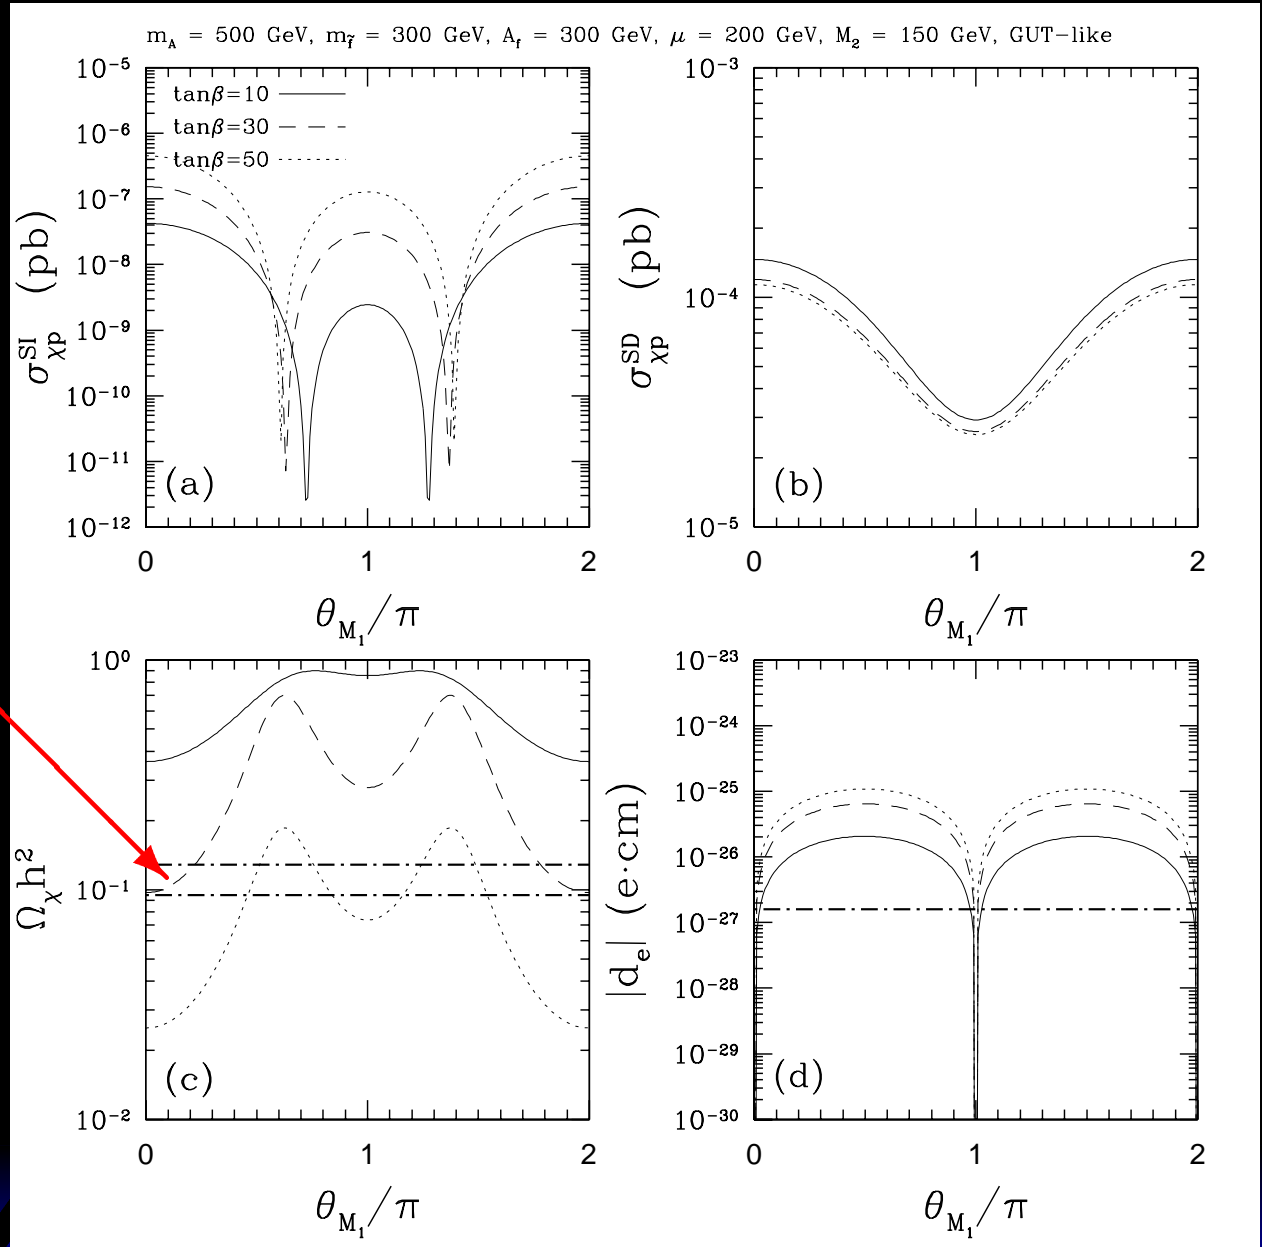 m_A = 500 GeV, m_f̃ = 300 GeV, A_f = 300 GeV, μ = 200 GeV, M_2 = 150 GeV, GUT-like
10^-5
10^-6
10^-7
10^-8
10^-9
10^-10
10^-11
10^-12
tanβ=10
tanβ=30
tanβ=50
σ^SI_χp (pb)
(a)
0 1 2
θ_M_1/π
10^-3
10^-4
10^-5
σ^SD_χp (pb)
(b)
0 1 2
θ_M_1/π
10^0
10^-1
10^-2
Ω_χh^2
(c)
0 1 2
θ_M_1/π
10^-23
10^-24
10^-25
10^-26
10^-27
10^-28
10^-29
10^-30
|d_e| (e·cm)
(d)
0 1 2
θ_M_1/π